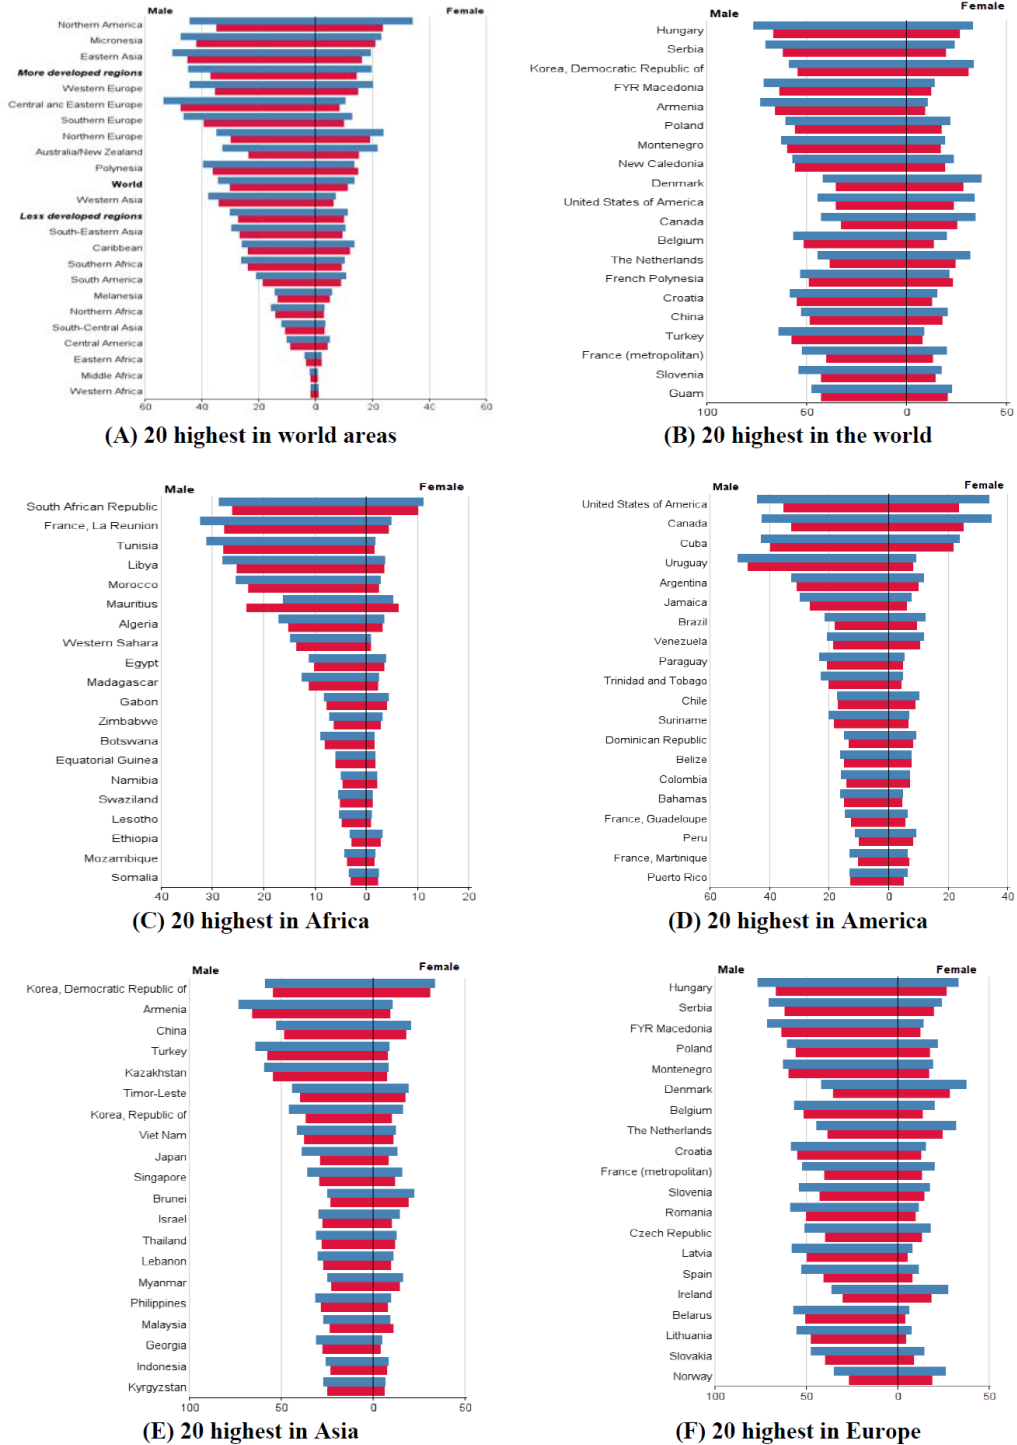 Male Female
Northern America
Micronesia
Eastern Asia
More developed regions
Western Europe
Central and Eastern Europe
Southern Europe
Northern Europe
Australia/New Zealand
Polynesia
World
Western Asia
Less developed regions
South-Eastern Asia
Caribbean
Southern Africa
South America
Melanesia
Northern Africa
South-Central Asia
Central America
Eastern Africa
Middle Africa
Western Africa
60 40 20 0 20 40 60
(A) 20 highest in world areas
Male Female
Hungary
Serbia
Korea, Democratic Republic of
FYR Macedonia
Armenia
Poland
Montenegro
New Caledonia
Denmark
United States of America
Canada
Belgium
The Netherlands
French Polynesia
Croatia
China
Turkey
France (metropolitan)
Slovenia
Guam
100 50 0 50
(B) 20 highest in the world
Male Female
South African Republic
France, La Reunion
Tunisia
Libya
Morocco
Mauritius
Algeria
Western Sahara
Egypt
Madagascar
Gabon
Zimbabwe
Botswana
Equatorial Guinea
Namibia
Swaziland
Lesotho
Ethiopia
Mozambique
Somalia
40 30 20 10 0 10 20
(C) 20 highest in Africa
Male Female
United States of America
Canada
Cuba
Uruguay
Argentina
Jamaica
Brazil
Venezuela
Paraguay
Trinidad and Tobago
Chile
Suriname
Dominican Republic
Belize
Colombia
Bahamas
France, Guadeloupe
Peru
France, Martinique
Puerto Rico
60 40 20 0 20 40
(D) 20 highest in America
Male Female
Korea, Democratic Republic of
Armenia
China
Turkey
Kazakhstan
Timor-Leste
Korea, Republic of
Viet Nam
Japan
Singapore
Brunei
Israel
Thailand
Lebanon
Myanmar
Philippines
Malaysia
Georgia
Indonesia
Kyrgyzstan
100 50 0 50
(E) 20 highest in Asia
Male Female
Hungary
Serbia
FYR Macedonia
Poland
Montenegro
Denmark
Belgium
The Netherlands
Croatia
France (metropolitan)
Slovenia
Romania
Czech Republic
Latvia
Spain
Ireland
Belarus
Lithuania
Slovakia
Norway
100 50 0 50
(F) 20 highest in Europe